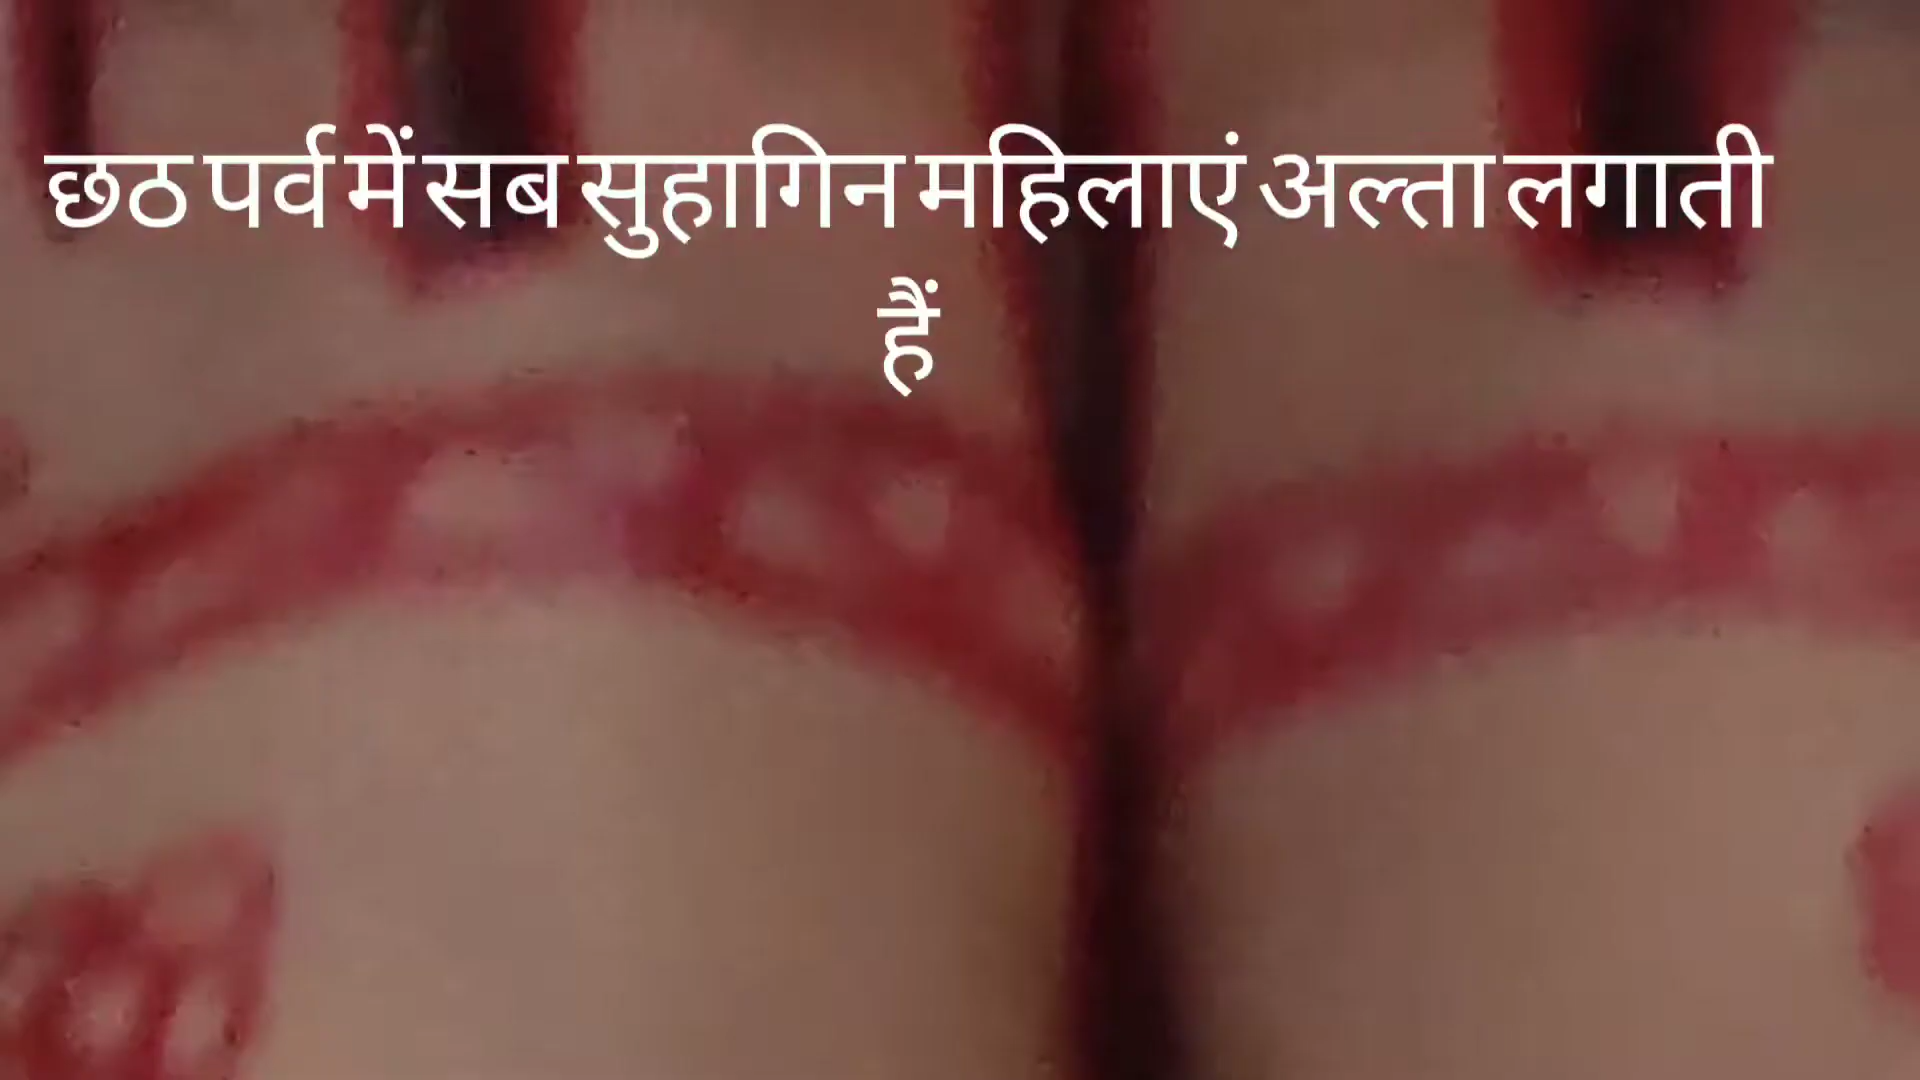 छठ पर्व में सब सुहागिन महिलाएं अल्ता लगाती
हैं